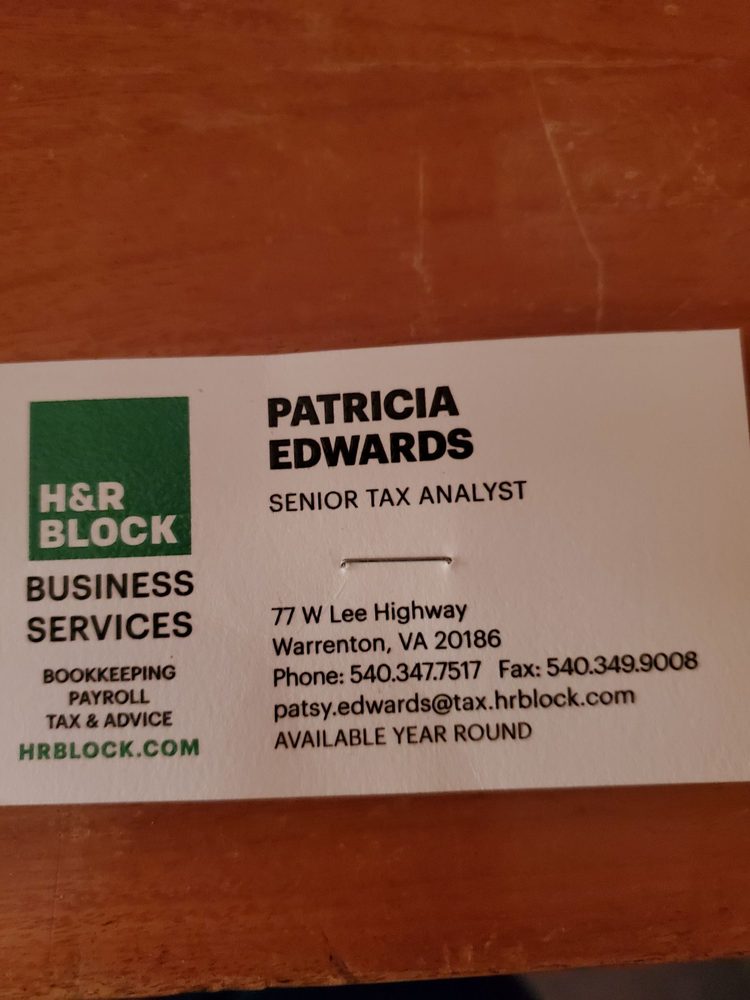 H&R
BLOCK
BUSINESS
SERVICES
BOOKKEEPING
PAYROLL
TAX & ADVICE
HRBLOCK.COM
PATRICIA
EDWARDS
SENIOR TAX ANALYST
77 W Lee Highway
Warrenton, VA 20186
Phone: 540.347.7517 Fax: 540.349.9008
patsy.edwards@tax.hrblock.com
AVAILABLE YEAR ROUND